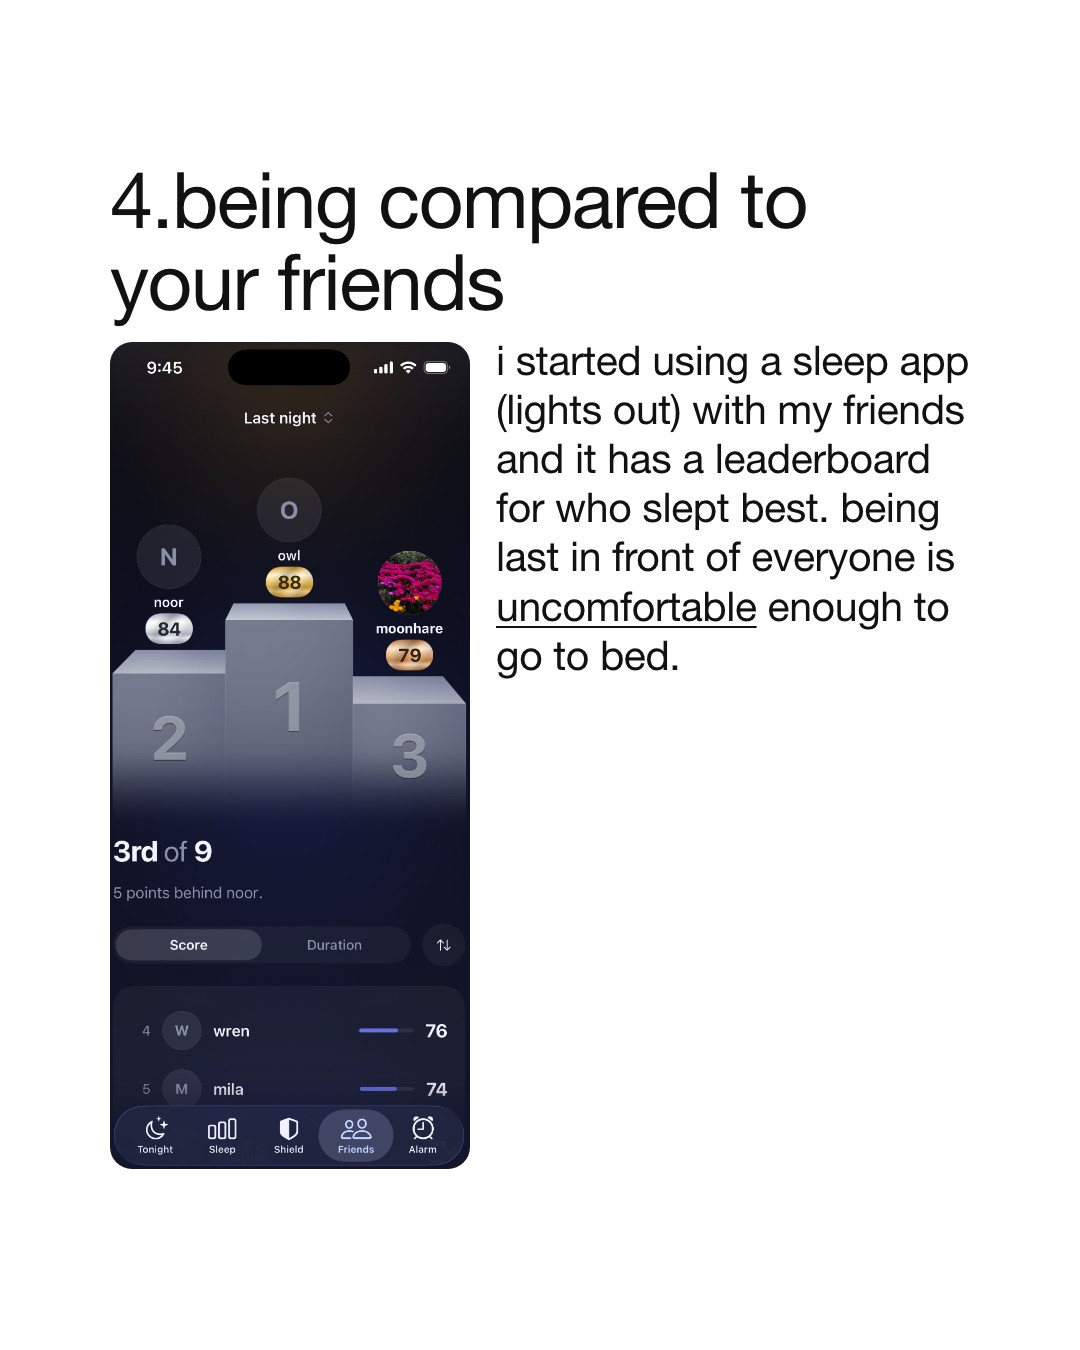 4.being compared to
your friends
9:45
Last night
O
owl
88
N
noor
84
moonhare
79
1
2
3
3rd of 9
5 points behind noor.
Score Duration
4 W wren 76
5 M mila 74
Tonight Sleep Shield Friends Alarm
i started using a sleep app
(lights out) with my friends
and it has a leaderboard
for who slept best. being
last in front of everyone is
uncomfortable enough to
go to bed.